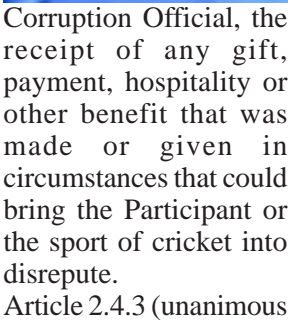 Corruption Official, the
receipt of any gift,
payment, hospitality or
other benefit that was
made or given in
circumstances that could
bring the Participant or
the sport of cricket into
disrepute.
Article 2.4.3 (unanimous